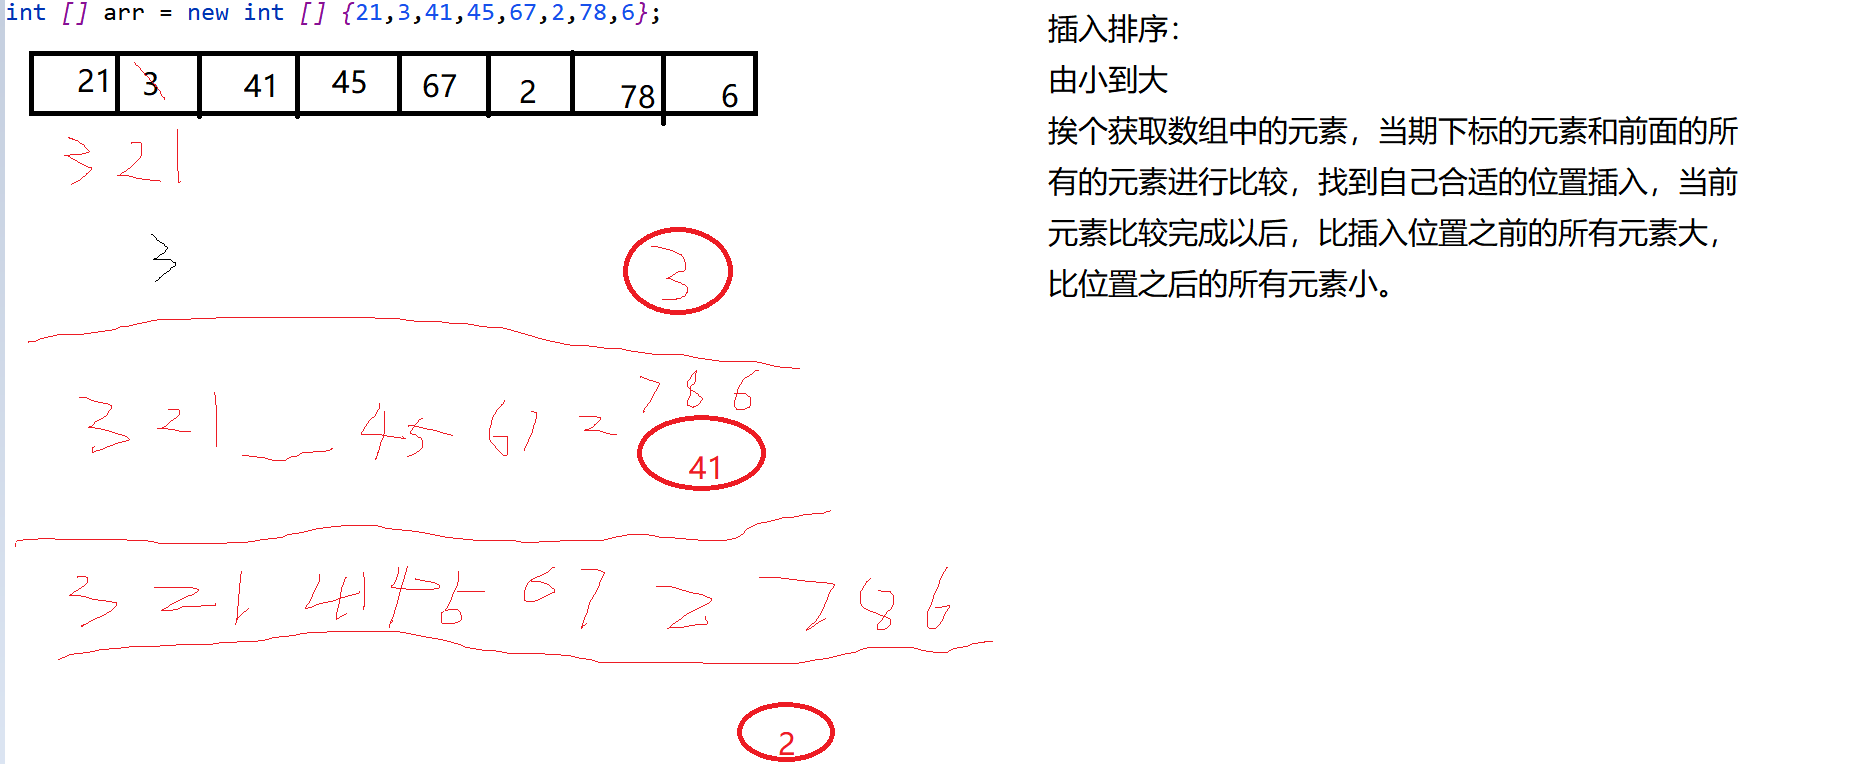 int [] arr = new int [] {21,3,41,45,67,2,78,6};
21 3 41 45 67 2 78 6
3 21
3
3
78 6
3 21 45 67 2
41
3 21 41 45 67 2 78 6
2
插入排序：
由小到大
挨个获取数组中的元素，当期下标的元素和前面的所
有的元素进行比较，找到自己合适的位置插入，当前
元素比较完成以后，比插入位置之前的所有元素大，
比位置之后的所有元素小。